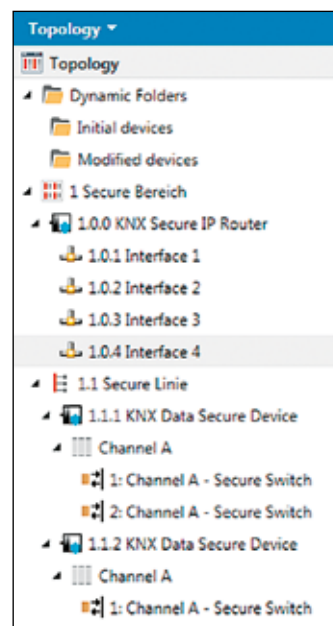 Topology
Topology
Dynamic Folders
Initial devices
Modified devices
1 Secure Bereich
1.0.0 KNX Secure IP Router
1.0.1 Interface 1
1.0.2 Interface 2
1.0.3 Interface 3
1.0.4 Interface 4
1.1 Secure Linie
1.1.1 KNX Data Secure Device
Channel A
1: Channel A - Secure Switch
2: Channel A - Secure Switch
1.1.2 KNX Data Secure Device
Channel A
1: Channel A - Secure Switch